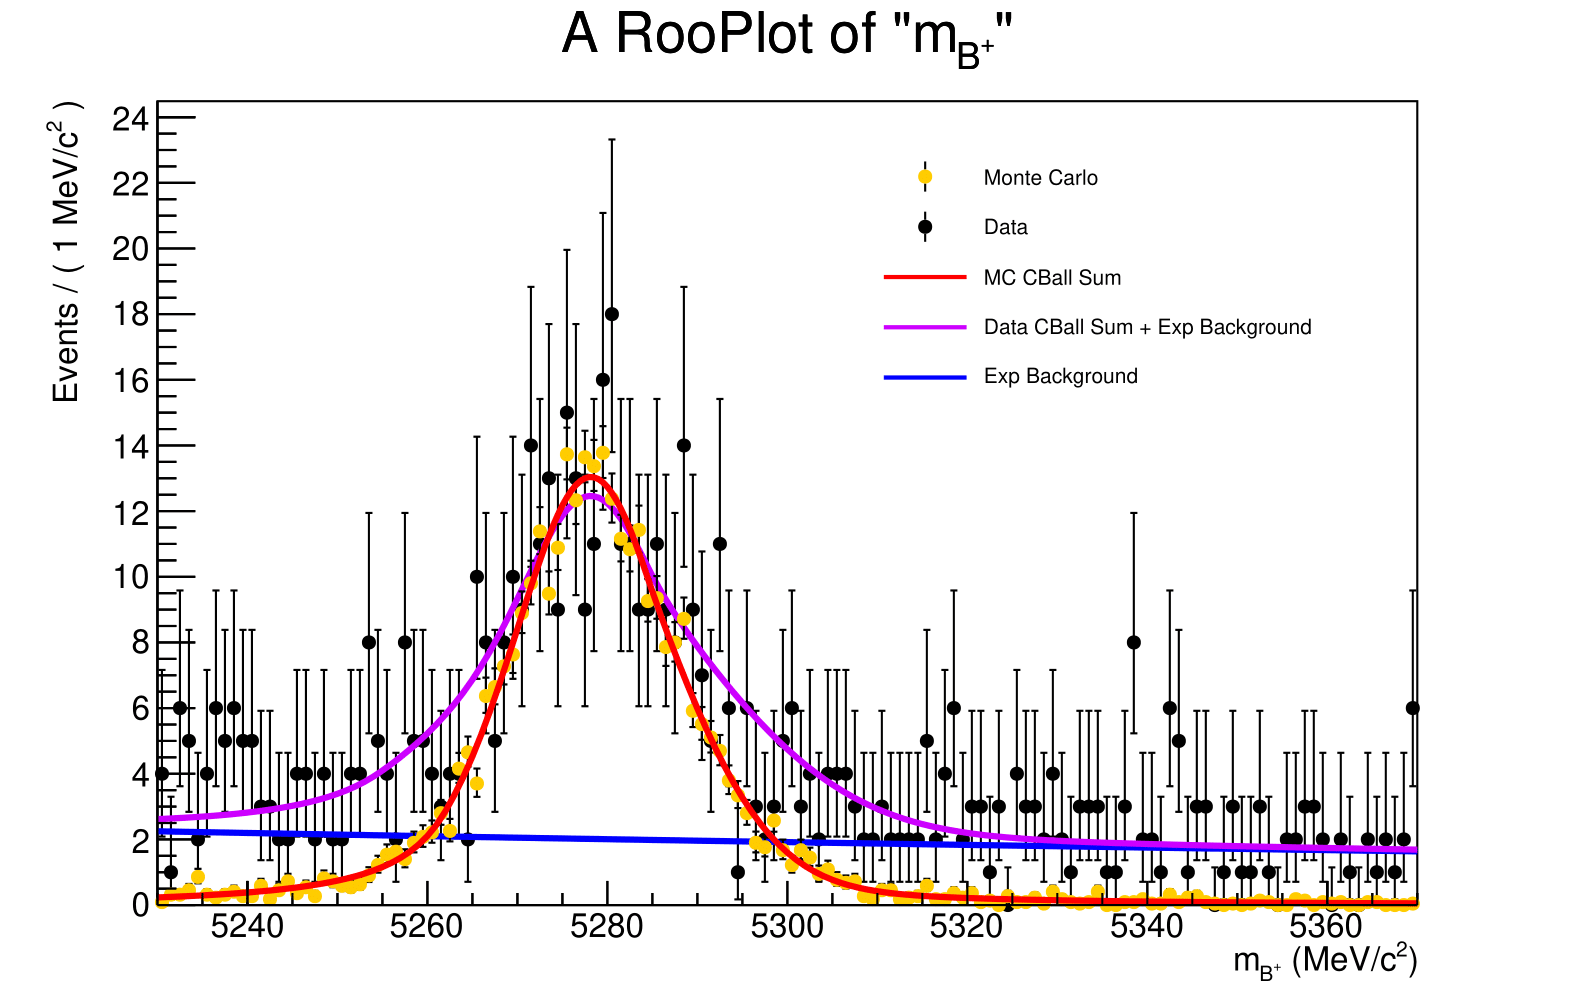 A RooPlot of "m_B⁺"
Events / ( 1 MeV/c² )
24
22
20
18
16
14
12
10
8
6
4
2
0
Monte Carlo
Data
MC CBall Sum
Data CBall Sum + Exp Background
Exp Background
5240 5260 5280 5300 5320 5340 5360
m_B⁺ (MeV/c²)